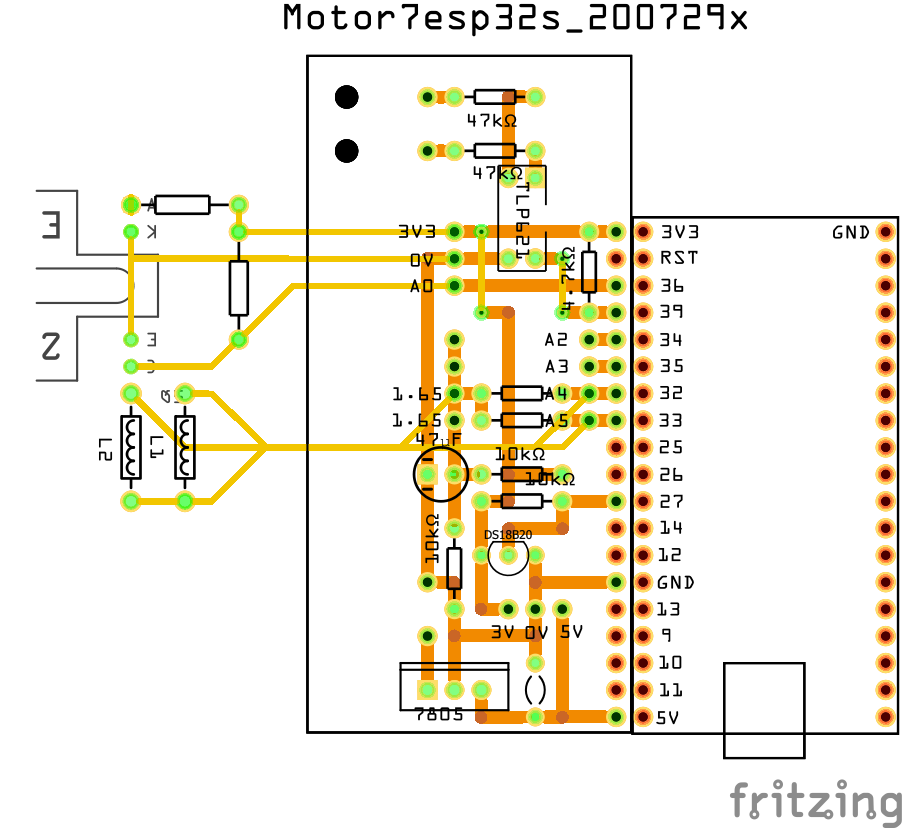 Motor7esp32s_200729x
47kΩ
47kΩ
TLP621
A
E
K
3V3
3V3
GND
0V
RST
4.7kΩ
A0
36
39
2
E
A2
34
C
A3
35
1.65
A4
32
1.65
A5
33
47µF
25
L2
L1
10kΩ
26
10kΩ
27
10kΩ
DS18B20
14
12
GND
13
3V 0V 5V
9
10
11
7805
5V
fritzing